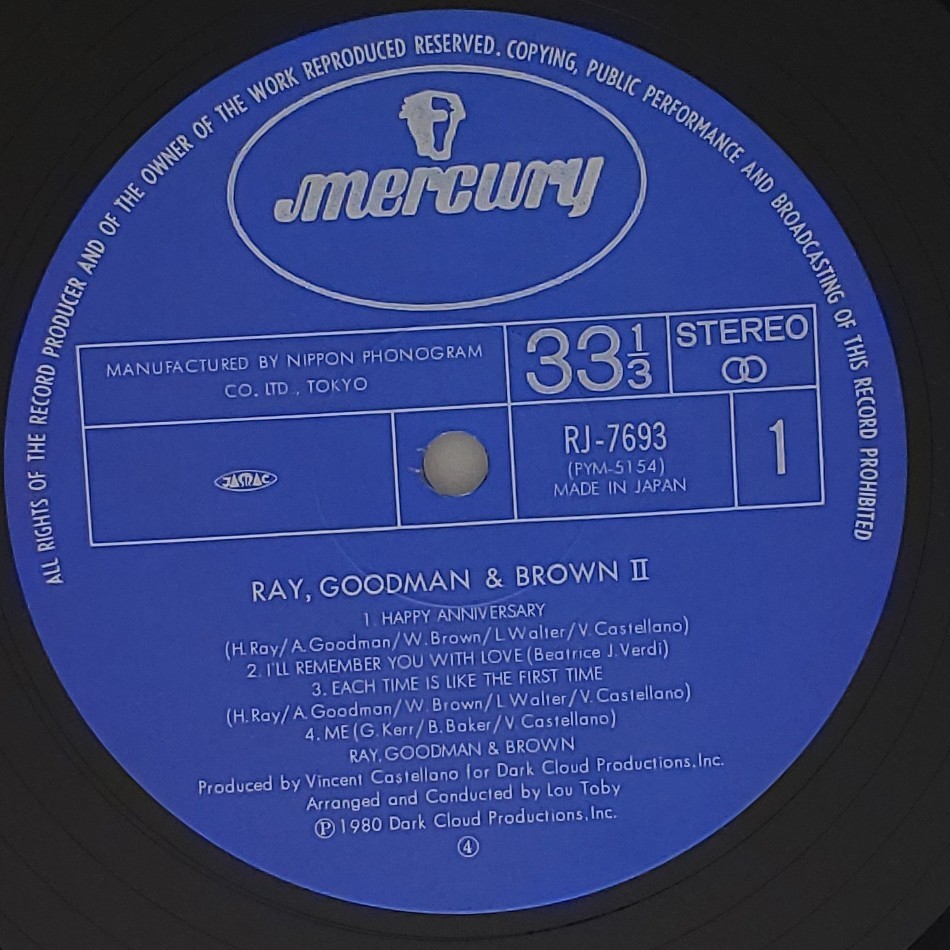 ALL RIGHTS OF THE RECORD PRODUCER AND OF THE OWNER OF THE WORK REPRODUCED RESERVED. COPYING, PUBLIC PERFORMANCE AND BROADCASTING OF THIS RECORD PROHIBITED
mercury
MANUFACTURED BY NIPPON PHONOGRAM
CO. LTD., TOKYO
33 1/3
STEREO
JASRAC
RJ-7693
(PYM-5154)
MADE IN JAPAN
1
RAY, GOODMAN & BROWN II
1. HAPPY ANNIVERSARY
(H. Ray/A. Goodman/W. Brown/L. Walter/V. Castellano)
2. I'LL REMEMBER YOU WITH LOVE (Beatrice J. Verdi)
3. EACH TIME IS LIKE THE FIRST TIME
(H. Ray/A. Goodman/W. Brown/L. Walter/V. Castellano)
4. ME (G. Kerr/B. Baker/V. Castellano)
RAY, GOODMAN & BROWN
Produced by Vincent Castellano for Dark Cloud Productions, Inc.
Arranged and Conducted by Lou Toby
Ⓟ 1980 Dark Cloud Productions, Inc.
④